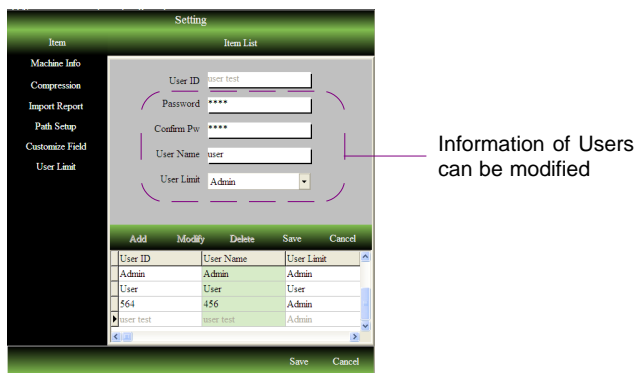 Setting
Item Item List
Machine Info
Compression
Import Report
Path Setup
Customize Field
User Limit
User ID user test
Password ****
Confirm Pw ****
User Name user
User Limit Admin
Information of Users
can be modified
Add Modify Delete Save Cancel
User ID User Name User Limit
Admin Admin Admin
User User User
564 456 Admin
user test user test Admin
Save Cancel